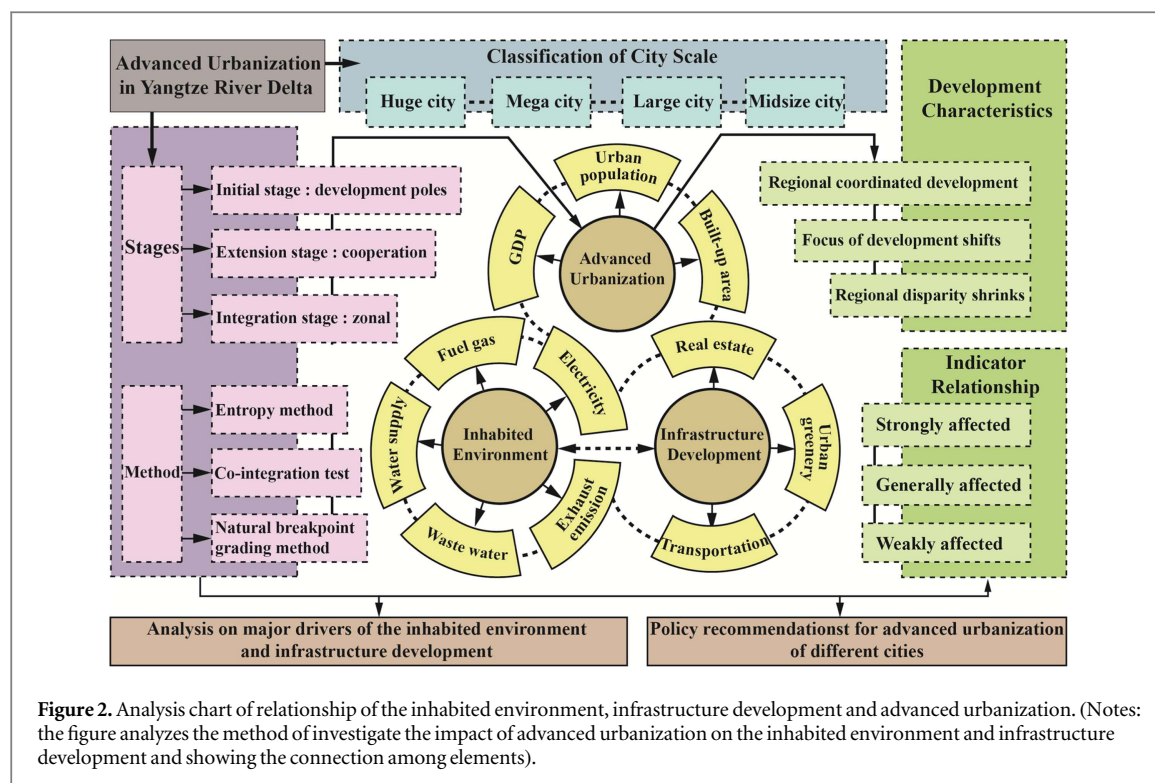 Advanced Urbanization
in Yangtze River Delta
Classification of City Scale
Huge city
Mega city
Large city
Midsize city
Development
Characteristics
Regional coordinated development
Focus of development shifts
Regional disparity shrinks
Stages
Initial stage : development poles
Extension stage : cooperation
Integration stage : zonal
Method
Entropy method
Co-integration test
Natural breakpoint
grading method
Urban
population
GDP
Built-up area
Advanced
Urbanization
Fuel gas
Electricity
Water supply
Inhabited
Environment
Waste water
Exhaust
emission
Real estate
Urban
greenery
Infrastructure
Development
Transportation
Indicator
Relationship
Strongly affected
Generally affected
Weakly affected
Analysis on major drivers of the inhabited environment
and infrastructure development
Policy recommendationst for advanced urbanization
of different cities
Figure 2. Analysis chart of relationship of the inhabited environment, infrastructure development and advanced urbanization. (Notes:
the figure analyzes the method of investigate the impact of advanced urbanization on the inhabited environment and infrastructure
development and showing the connection among elements).